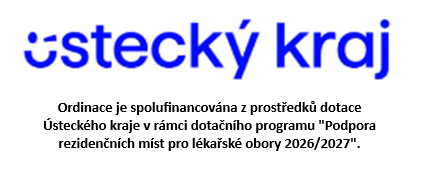 ústecký kraj
Ordinace je spolufinancována z prostředků dotace
Ústeckého kraje v rámci dotačního programu "Podpora
rezidenčních míst pro lékařské obory 2026/2027".